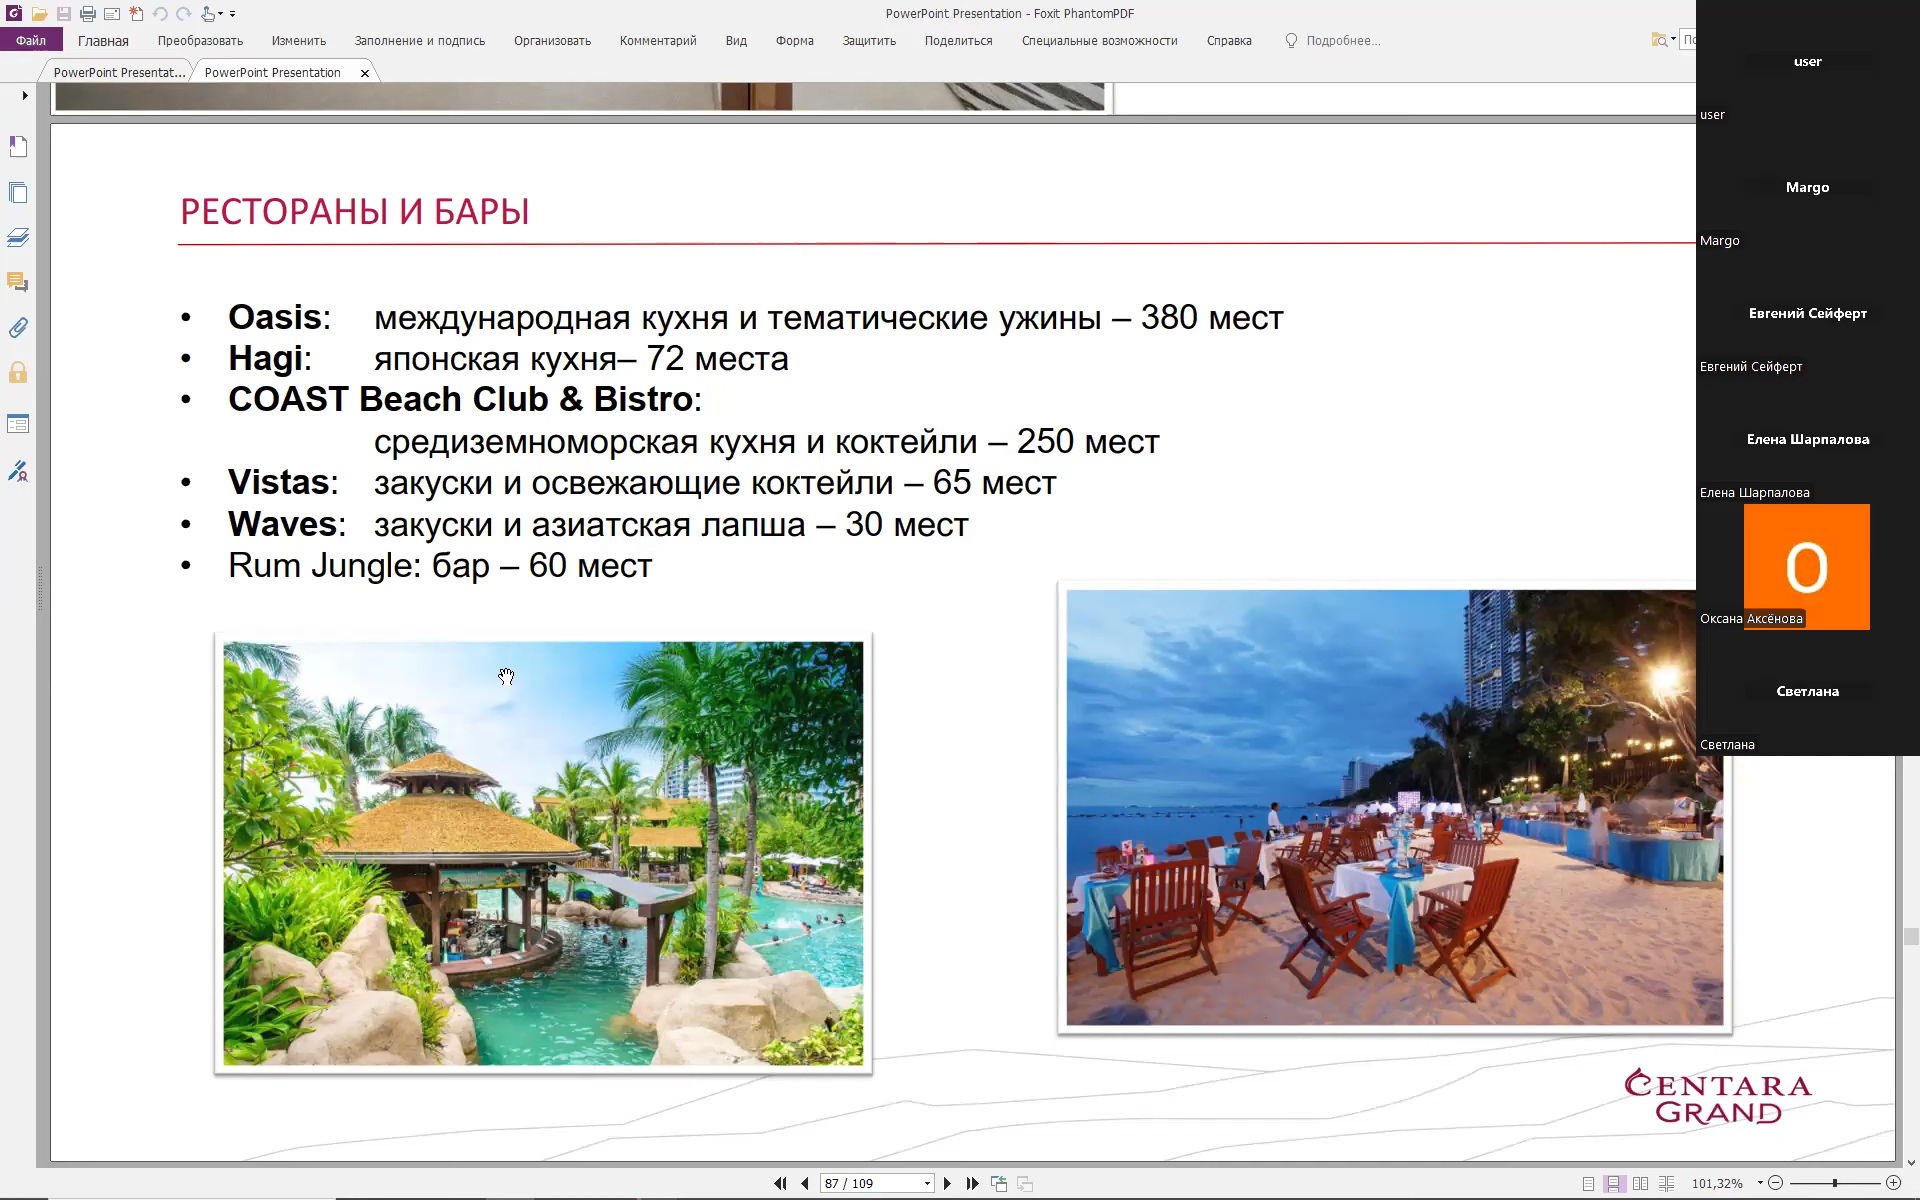 PowerPoint Presentation - Foxit PhantomPDF
Файл Главная Преобразовать Изменить Заполнение и подпись Организовать Комментарий Вид Форма Защитить Поделиться Специальные возможности Справка Подробнее...
PowerPoint Presentat... PowerPoint Presentation
РЕСТОРАНЫ И БАРЫ
• Oasis: международная кухня и тематические ужины – 380 мест
• Hagi: японская кухня– 72 места
• COAST Beach Club & Bistro:
средиземноморская кухня и коктейли – 250 мест
• Vistas: закуски и освежающие коктейли – 65 мест
• Waves: закуски и азиатская лапша – 30 мест
• Rum Jungle: бар – 60 мест
CENTARA
GRAND
user
user
Margo
Margo
Евгений Сейферт
Евгений Сейферт
Елена Шарпалова
Елена Шарпалова
О
Оксана Аксёнова
Светлана
Светлана
87 / 109
101,32%